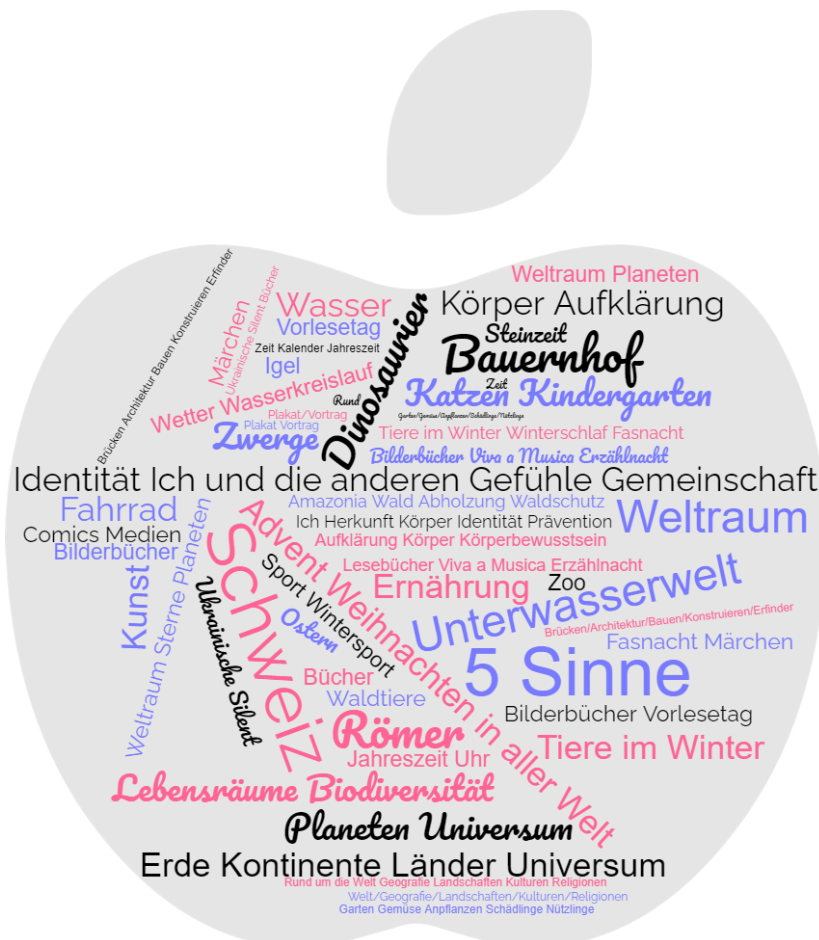 Weltraum Planeten
Brücken Architektur Bauen Konstruieren Erfinder
Märchen
Ukrainische Silent Bücher
Wasser
Körper Aufklärung
Vorlesetag
Dinosaurier
Steinzeit
Zeit Kalender Jahreszeit
Bauernhof
Igel
Wetter Wasserkreislauf
Rund
Zeit
Katzen Kindergarten
Plakat/Vortrag
Garten/Gemüse/Anpflanzen/Schädlinge/Nützlinge
Plakat Vortrag
Zwerge
Tiere im Winter Winterschlaf Fasnacht
Bilderbücher Viva a Musica Erzählnacht
Identität Ich und die anderen Gefühle Gemeinschaft
Fahrrad
Amazonia Wald Abholzung Waldschutz
Weltraum
Ich Herkunft Körper Identität Prävention
Comics Medien
Aufklärung Körper Körperbewusstsein
Bilderbücher
Weltraum Sterne Planeten
Advent Weihnachten in aller Welt
Schweiz
Lesebücher Viva a Musica Erzählnacht
Kunst
Sport Wintersport
Ernährung
Zoo
Unterwasserwelt
Ukrainische Silent
Ostern
Brücken/Architektur/Bauen/Konstruieren/Erfinder
Fasnacht Märchen
5 Sinne
Bücher
Waldtiere
Bilderbücher Vorlesetag
Römer
Tiere im Winter
Jahreszeit Uhr
Lebensräume Biodiversität
Planeten Universum
Erde Kontinente Länder Universum
Rund um die Welt Geografie Landschaften Kulturen Religionen
Welt/Geografie/Landschaften/Kulturen/Religionen
Garten Gemüse Anpflanzen Schädlinge Nützlinge